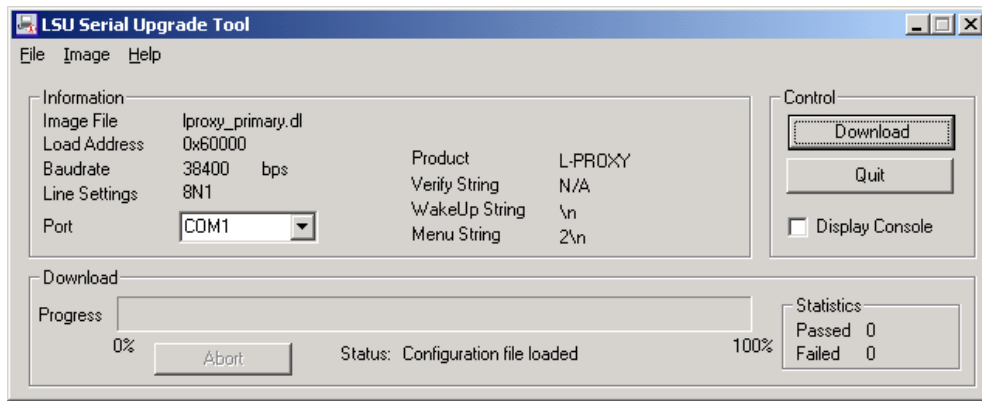 LSU Serial Upgrade Tool
File Image Help
Information
Image File lproxy_primary.dl
Load Address 0x60000
Baudrate 38400 bps
Line Settings 8N1
Port COM1
Product L-PROXY
Verify String N/A
WakeUp String \n
Menu String 2\n
Control
Download
Quit
Display Console
Download
Progress
0%
100%
Abort
Status: Configuration file loaded
Statistics
Passed 0
Failed 0